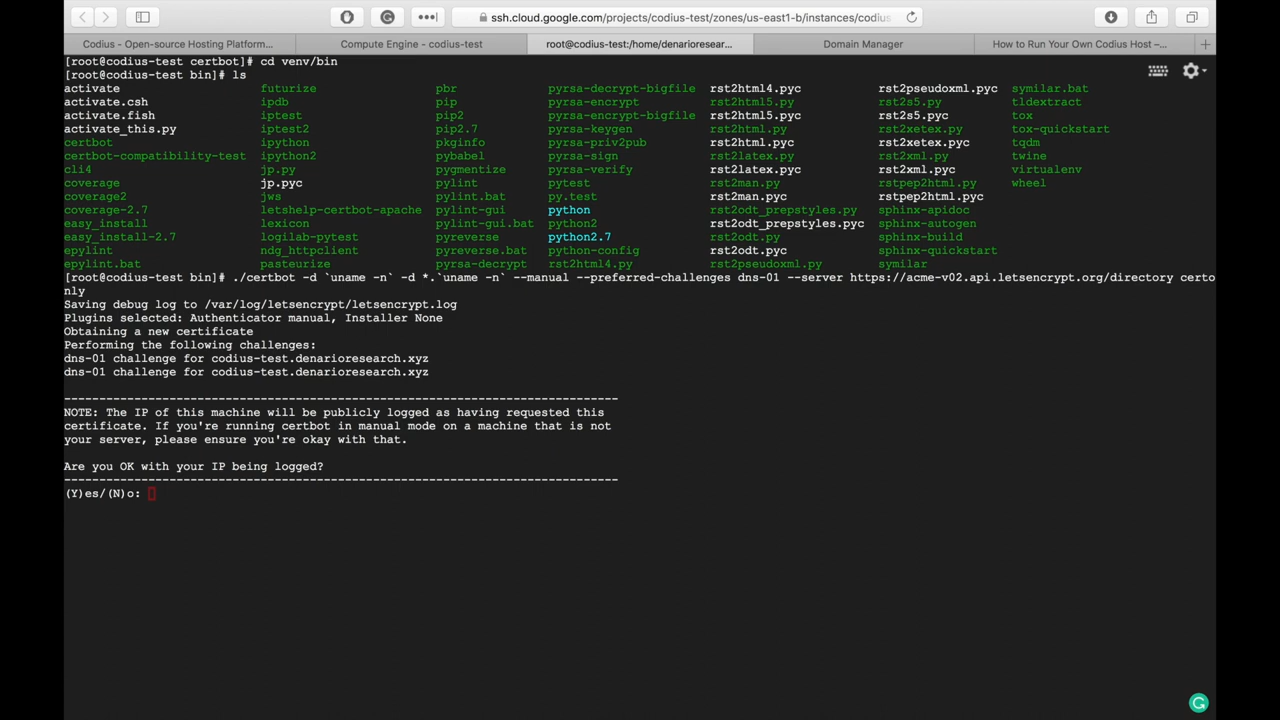 ssh.cloud.google.com/projects/codius-test/zones/us-east1-b/instances/codius
Codius - Open-source Hosting Platform... Compute Engine - codius-test root@codius-test:/home/denarioresear... Domain Manager How to Run Your Own Codius Host –...
[root@codius-test certbot]# cd venv/bin
[root@codius-test bin]# ls
activate futurize pbr pyrsa-decrypt-bigfile rst2html4.pyc rst2pseudoxml.pyc symilar.bat
activate.csh ipdb pip pyrsa-encrypt rst2html5.py rst2s5.py tldextract
activate.fish iptest pip2 pyrsa-encrypt-bigfile rst2html5.pyc rst2s5.pyc tox
activate_this.py iptest2 pip2.7 pyrsa-keygen rst2html.py rst2xetex.py tox-quickstart
certbot ipython pkginfo pyrsa-priv2pub rst2html.pyc rst2xetex.pyc tqdm
certbot-compatibility-test ipython2 pybabel pyrsa-sign rst2latex.py rst2xml.py twine
cli4 jp.py pygmentize pyrsa-verify rst2latex.pyc rst2xml.pyc virtualenv
coverage jp.pyc pylint pytest rst2man.py rstpep2html.py wheel
coverage2 jws pylint.bat py.test rst2man.pyc rstpep2html.pyc
coverage-2.7 letshelp-certbot-apache pylint-gui python rst2odt_prepstyles.py sphinx-apidoc
easy_install lexicon pylint-gui.bat python2 rst2odt_prepstyles.pyc sphinx-autogen
easy_install-2.7 logilab-pytest pyreverse python2.7 rst2odt.py sphinx-build
epylint ndg_httpclient pyreverse.bat python-config rst2odt.pyc sphinx-quickstart
epylint.bat pasteurize pyrsa-decrypt rst2html4.py rst2pseudoxml.py symilar
[root@codius-test bin]# ./certbot -d `uname -n` -d *.`uname -n` --manual --preferred-challenges dns-01 --server https://acme-v02.api.letsencrypt.org/directory certo
nly
Saving debug log to /var/log/letsencrypt/letsencrypt.log
Plugins selected: Authenticator manual, Installer None
Obtaining a new certificate
Performing the following challenges:
dns-01 challenge for codius-test.denarioresearch.xyz
dns-01 challenge for codius-test.denarioresearch.xyz
-------------------------------------------------------------------------------
NOTE: The IP of this machine will be publicly logged as having requested this
certificate. If you're running certbot in manual mode on a machine that is not
your server, please ensure you're okay with that.
Are you OK with your IP being logged?
-------------------------------------------------------------------------------
(Y)es/(N)o: